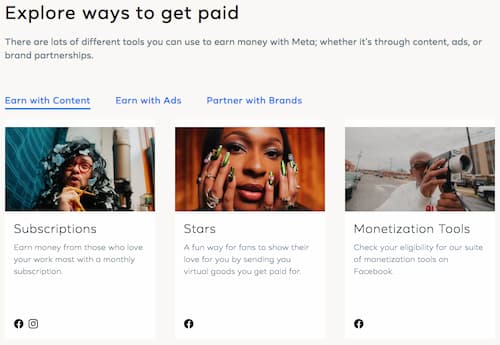 Explore ways to get paid
There are lots of different tools you can use to earn money with Meta; whether it's through content, ads, or
brand partnerships.
Earn with Content
Earn with Ads
Partner with Brands
Subscriptions
Earn money from those who love
your work most with a monthly
subscription.
Stars
A fun way for fans to show their
love for you by sending you
virtual goods you get paid for.
Monetization Tools
Check your eligibility for our suite
of monetization tools on
Facebook.